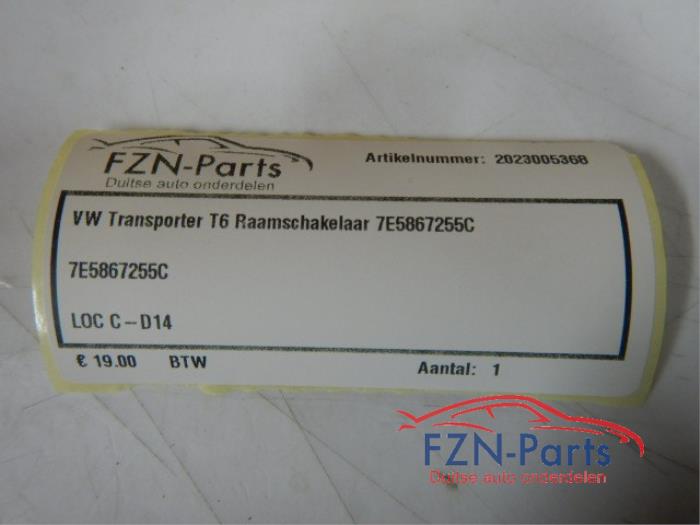 FZN-Parts
Duitse auto onderdelen
Artikelnummer: 2023005368
VW Transporter T6 Raamschakelaar 7E5867255C
7E5867255C
LOC C-D14
€ 19.00 BTW
Aantal: 1
FZN-Parts
Duitse auto onderdelen